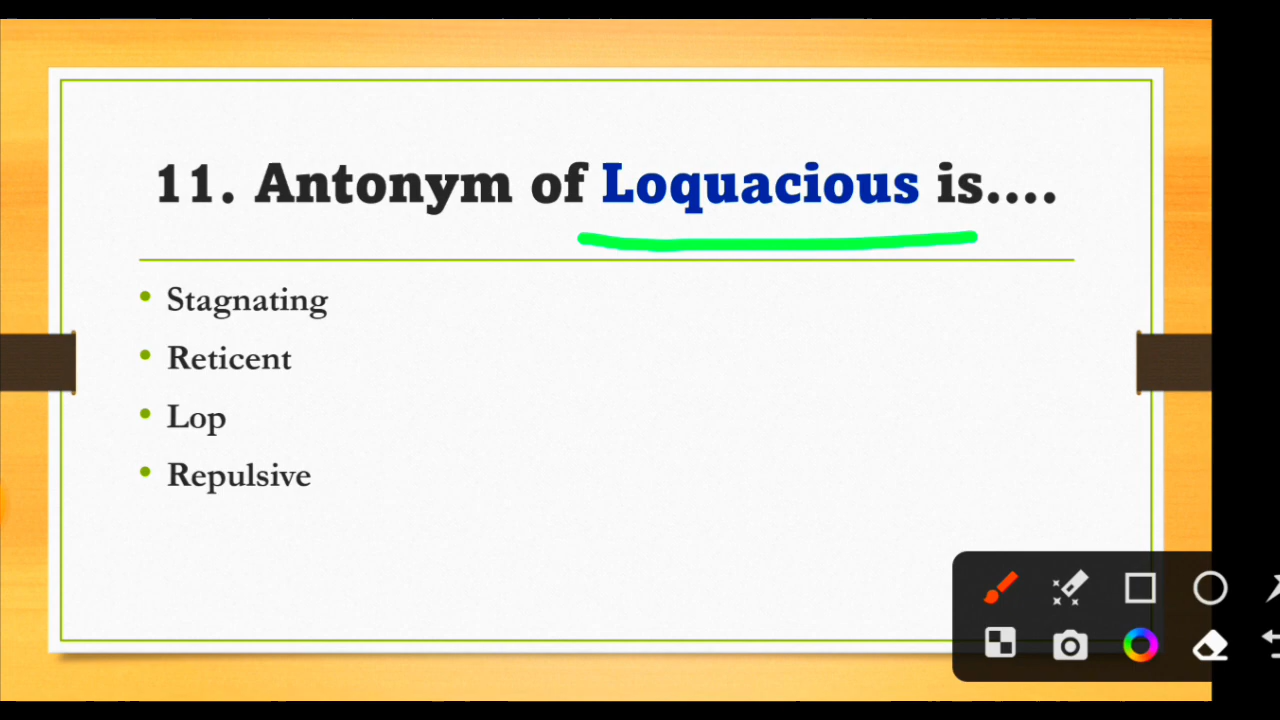 11. Antonym of Loquacious is....
• Stagnating
• Reticent
• Lop
• Repulsive